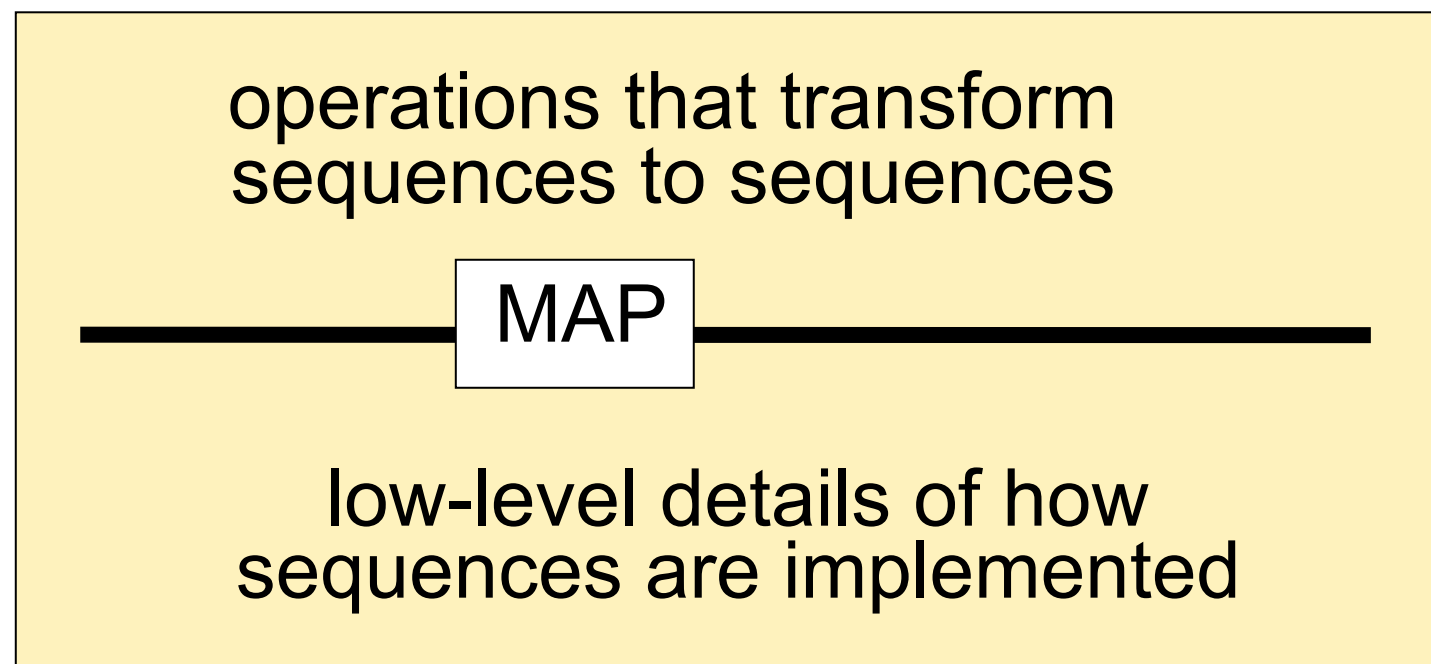 operations that transform
sequences to sequences
MAP
low-level details of how
sequences are implemented